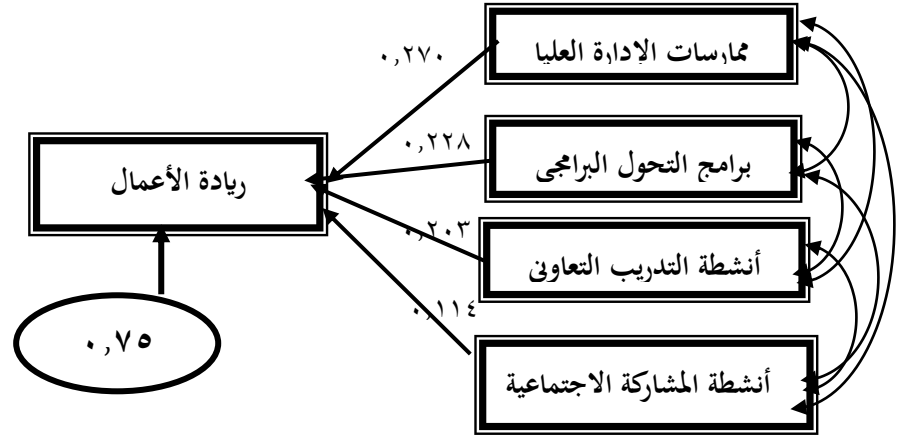 ممارسات الإدارة العليا
٠,٢٧٠
برامج التحول البرامجى
٠,٢٢٨
ريادة الأعمال
أنشطة التدريب التعاونى
٠,٢٠٣
٠,١١٤
٠,٧٥
أنشطة المشاركة الاجتماعية